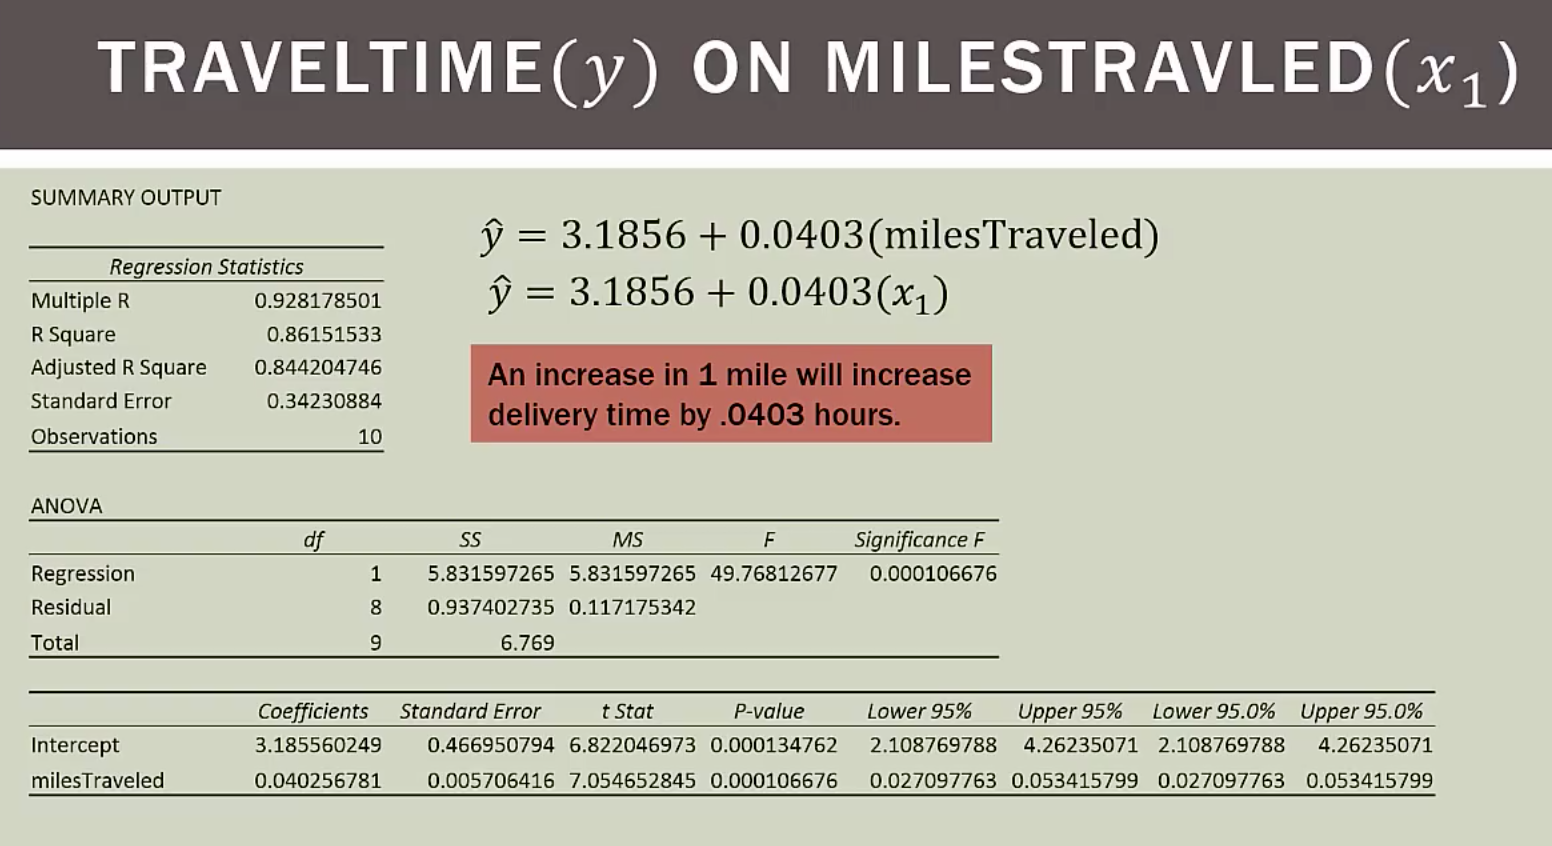 TRAVELTIME(y) ON MILESTRAVLED(x₁)
SUMMARY OUTPUT
Regression Statistics
Multiple R 0.928178501
R Square 0.86151533
Adjusted R Square 0.844204746
Standard Error 0.34230884
Observations 10
ŷ = 3.1856 + 0.0403(milesTraveled)
ŷ = 3.1856 + 0.0403(x₁)
An increase in 1 mile will increase
delivery time by .0403 hours.
ANOVA
df SS MS F Significance F
Regression 1 5.831597265 5.831597265 49.76812677 0.000106676
Residual 8 0.937402735 0.117175342
Total 9 6.769
Coefficients Standard Error t Stat P-value Lower 95% Upper 95% Lower 95.0% Upper 95.0%
Intercept 3.185560249 0.466950794 6.822046973 0.000134762 2.108769788 4.26235071 2.108769788 4.26235071
milesTraveled 0.040256781 0.005706416 7.054652845 0.000106676 0.027097763 0.053415799 0.027097763 0.053415799